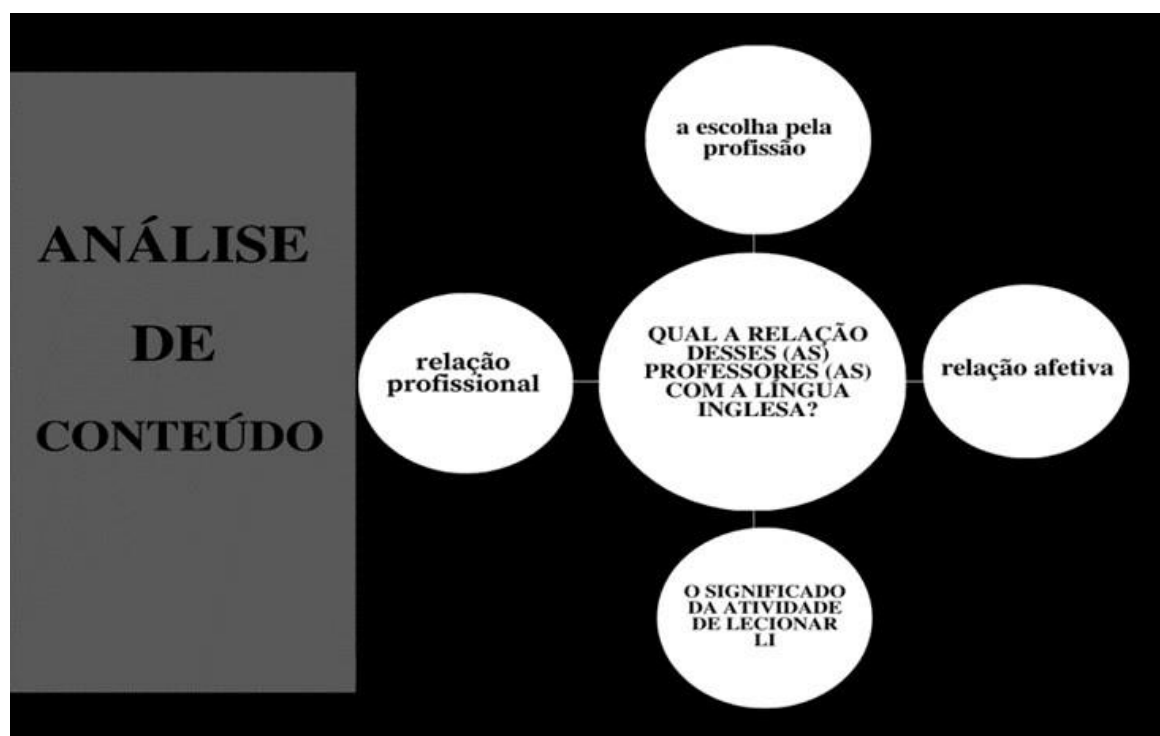 ANÁLISE
DE
CONTEÚDO
a escolha pela
profissão
relação
profissional
QUAL A RELAÇÃO
DESSES (AS)
PROFESSORES (AS)
COM A LÍNGUA
INGLESA?
relação afetiva
O SIGNIFICADO
DA ATIVIDADE
DE LECIONAR
LI